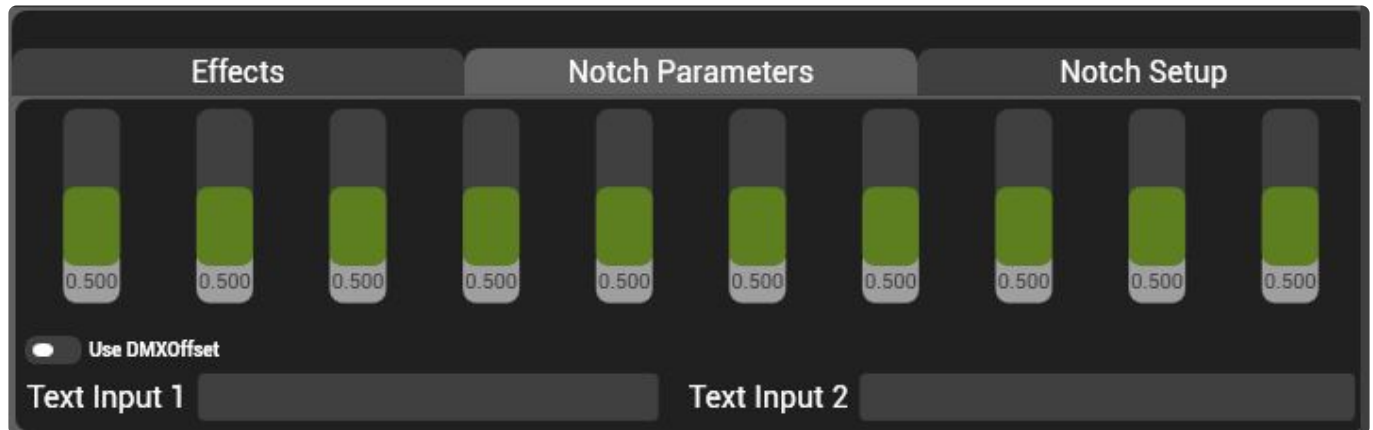 Effects Notch Parameters Notch Setup
0.500 0.500 0.500 0.500 0.500 0.500 0.500 0.500 0.500 0.500
Use DMXOffset
Text Input 1 Text Input 2